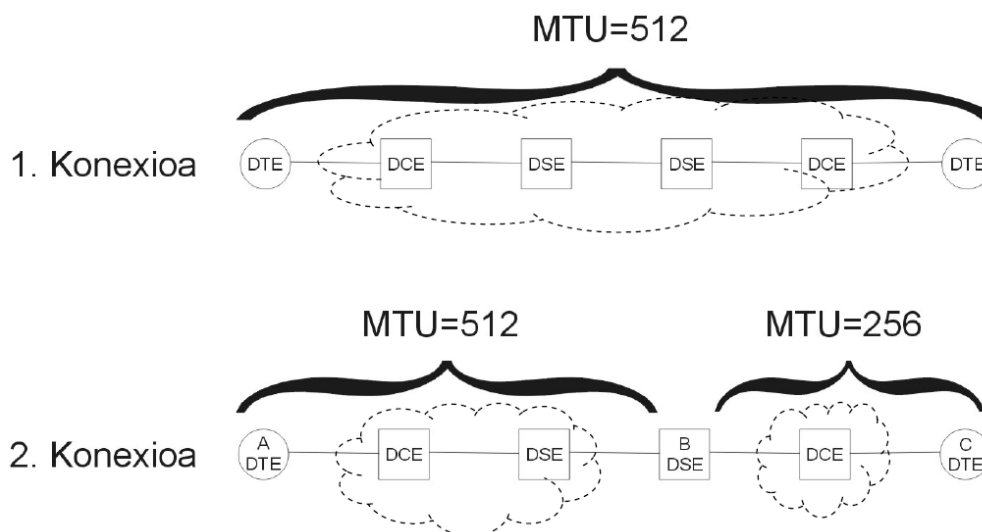 MTU=512
1. Konexioa
DTE
DCE
DSE
DSE
DCE
DTE
MTU=512
MTU=256
2. Konexioa
A
DTE
DCE
DSE
B
DSE
DCE
C
DTE